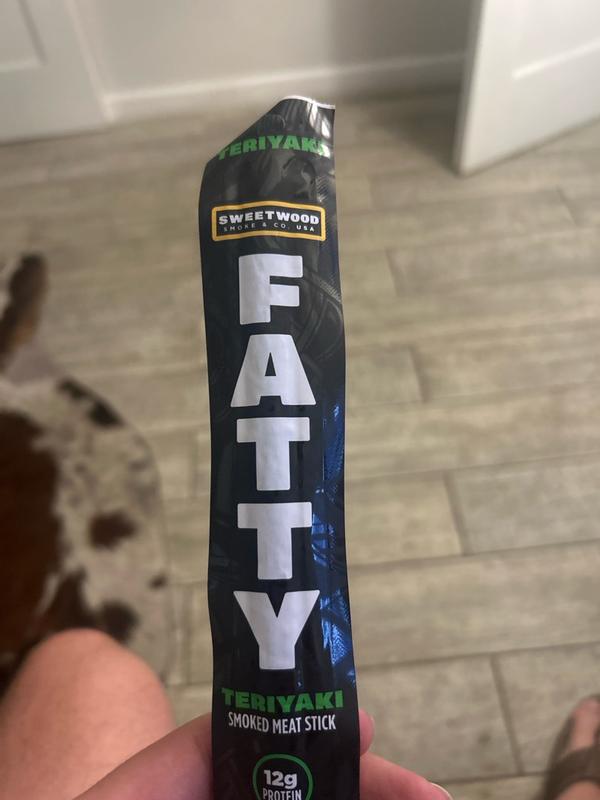 TERIYAKI
SWEETWOOD
SMOKE & CO. USA
FATTY
TERIYAKI
SMOKED MEAT STICK
12g
PROTEIN